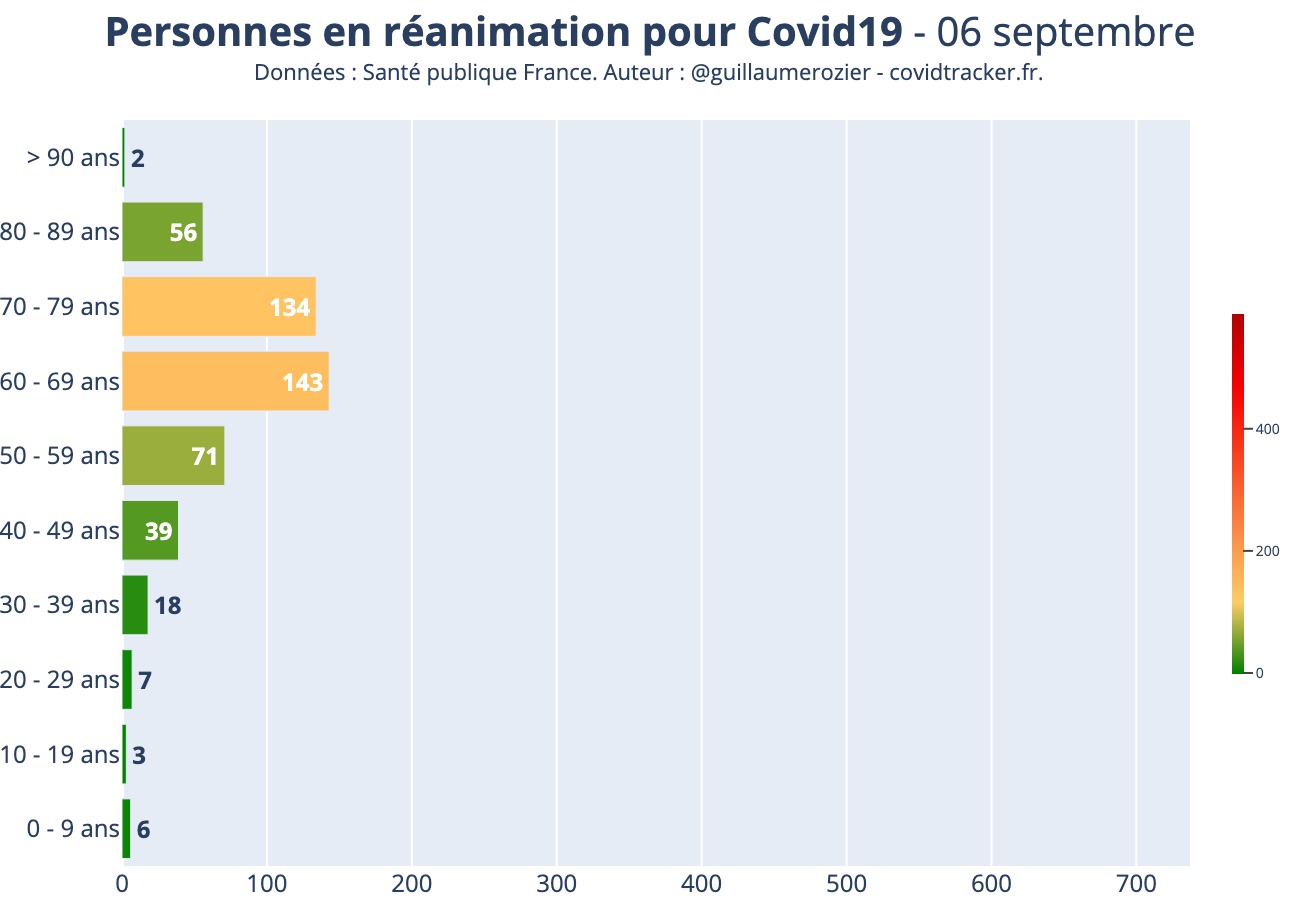 Personnes en réanimation pour Covid19 - 06 septembre
Données : Santé publique France. Auteur : @guillaumerozier - covidtracker.fr.
> 90 ans 2
80 - 89 ans 56
70 - 79 ans 134
60 - 69 ans 143
50 - 59 ans 71
40 - 49 ans 39
30 - 39 ans 18
20 - 29 ans 7
10 - 19 ans 3
0 - 9 ans 6
0 100 200 300 400 500 600 700
400
200
0